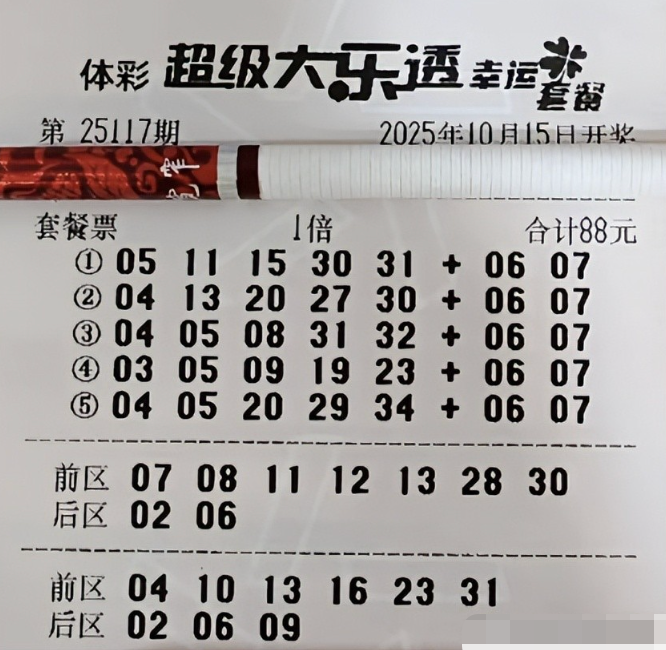 体彩 超级大乐透 幸运套餐
第 25117期 2025年10月15日开奖
套餐票 1倍 合计88元
① 05 11 15 30 31 + 06 07
② 04 13 20 27 30 + 06 07
③ 04 05 08 31 32 + 06 07
④ 03 05 09 19 23 + 06 07
⑤ 04 05 20 29 34 + 06 07
前区 07 08 11 12 13 28 30
后区 02 06
前区 04 10 13 16 23 31
后区 02 06 09